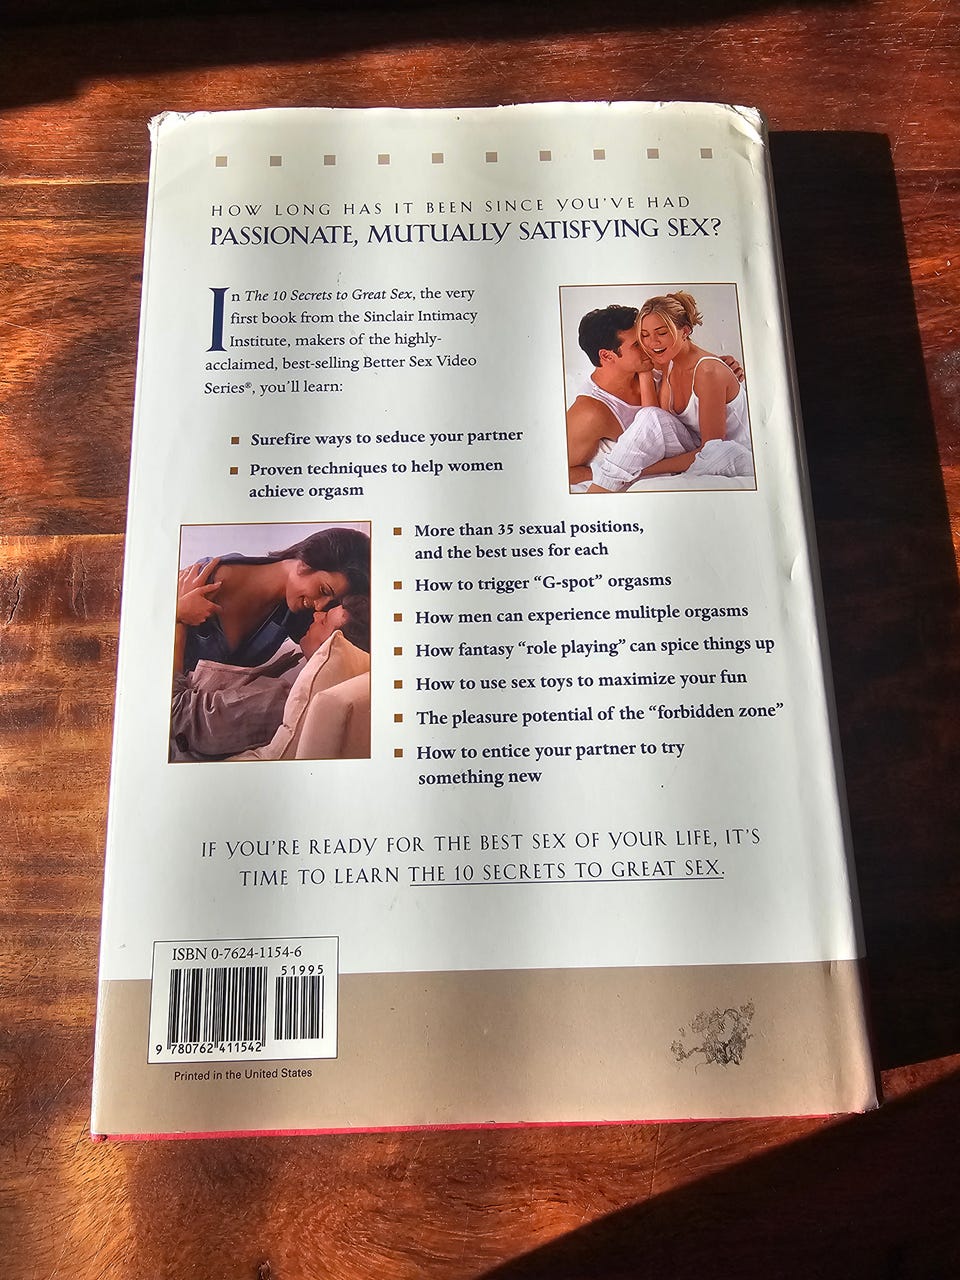 HOW LONG HAS IT BEEN SINCE YOU'VE HAD
PASSIONATE, MUTUALLY SATISFYING SEX?
In The 10 Secrets to Great Sex, the very
first book from the Sinclair Intimacy
Institute, makers of the highly-
acclaimed, best-selling Better Sex Video
Series®, you'll learn:
■ Surefire ways to seduce your partner
■ Proven techniques to help women
achieve orgasm
■ More than 35 sexual positions,
and the best uses for each
■ How to trigger “G-spot” orgasms
■ How men can experience mulitple orgasms
■ How fantasy “role playing” can spice things up
■ How to use sex toys to maximize your fun
■ The pleasure potential of the “forbidden zone”
■ How to entice your partner to try
something new
IF YOU'RE READY FOR THE BEST SEX OF YOUR LIFE, IT'S
TIME TO LEARN THE 10 SECRETS TO GREAT SEX.
ISBN 0-7624-1154-6
51995
9 780762 411542
Printed in the United States